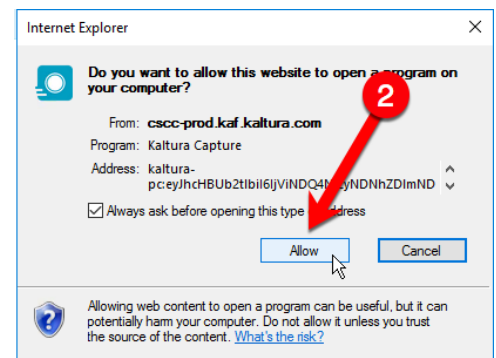 Internet Explorer
Do you want to allow this website to open a program on
your computer?
2
From: cscc-prod.kaf.kaltura.com
Program: Kaltura Capture
Address: kaltura-
Always ask before opening this type
Allow
Cancel
Allowing web content to open a program can be useful, but it can
potentially harm your computer. Do not allow it unless you trust
the source of the content. What's the risk?